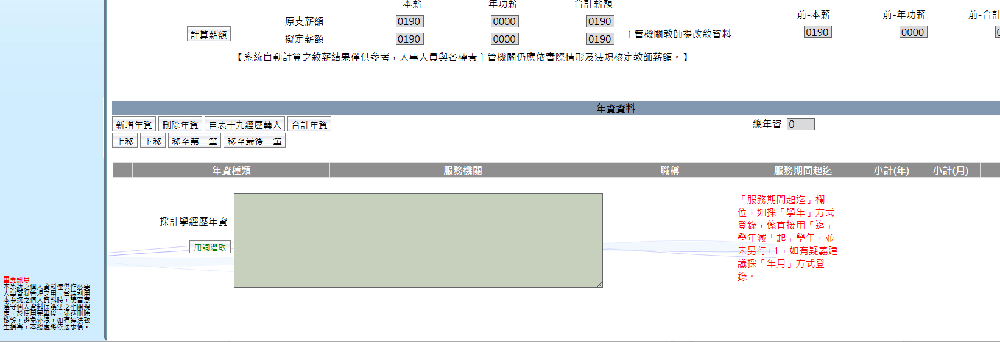 本薪 年功薪 合計薪額
前-本薪 前-年功薪 前-合計
原支薪額 0190 0000 0190
計算薪額
主管機關教師提改敘資料 0190 0000
擬定薪額 0190 0000 0190
【系統自動計算之敘薪結果僅供參考，人事人員與各權責主管機關仍應依實際情形及法規核定教師薪額。】
年資資料
新增年資 刪除年資 自表十九經歷轉入 合計年資 總年資 0
上移 下移 移至第一筆 移至最後一筆
年資種類 服務機關 職稱 服務期間起迄 小計(年) 小計(月)
採計學經歷年資
用詞選取
「服務期間起迄」欄
位，如採「學年」方式
登錄，係直接用「迄」
學年減「起」學年，並
未另行+1，如有疑義建
議採「年月」方式登
錄。
重要訊息：
本系統之個人資料僅供作必要
人事資料管理之用，台端利用
本系統之個人資料時，請留意
遵守個人資料保護法之相關規
定，於使用完畢後，儘速刪除
銷毀，避免外洩，如有違法致
生損害，本總處將依法求償。